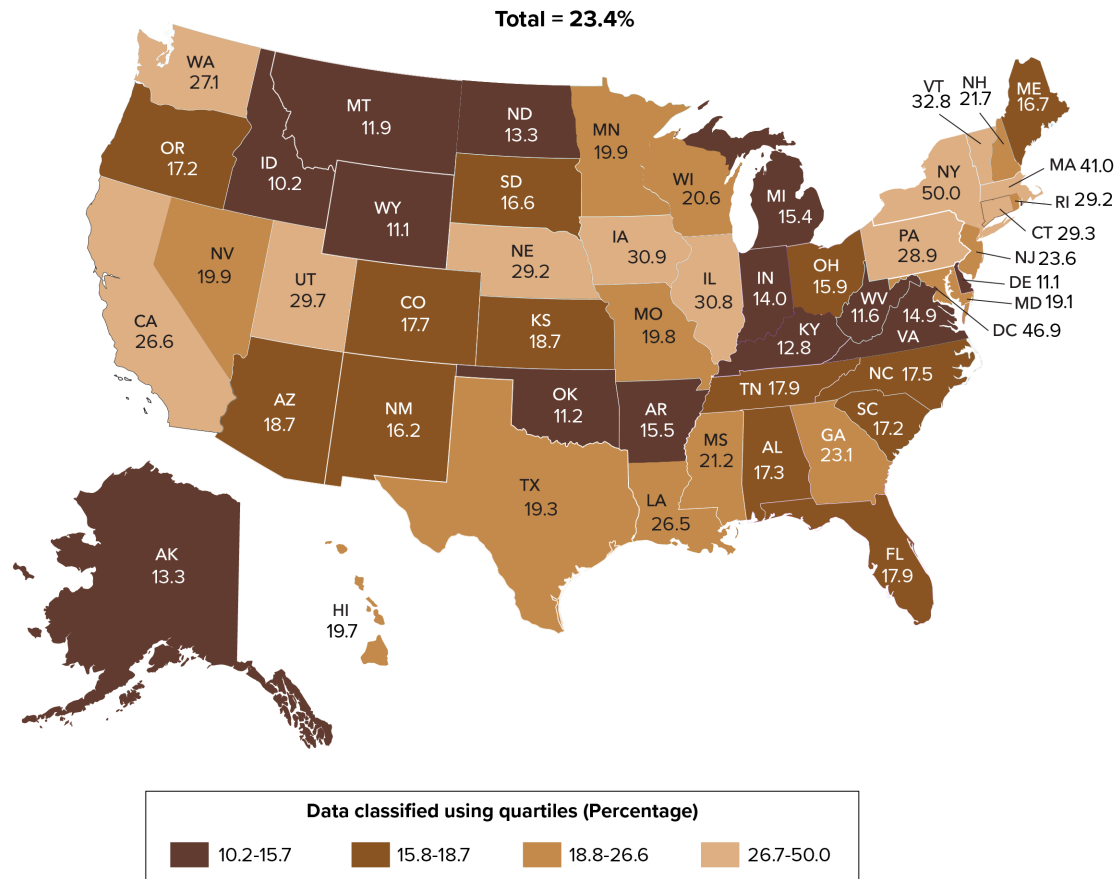 Total = 23.4%
WA
27.1
OR
17.2
ID
10.2
MT
11.9
ND
13.3
MN
19.9
WI
20.6
MI
15.4
VT
32.8
NH
21.7
ME
16.7
NY
50.0
MA 41.0
RI 29.2
CT 29.3
NJ 23.6
DE 11.1
MD 19.1
DC 46.9
PA
28.9
WY
11.1
SD
16.6
NE
29.2
IA
30.9
IL
30.8
IN
14.0
OH
15.9
WV
11.6
14.9
VA
KY
12.8
NV
19.9
UT
29.7
CO
17.7
KS
18.7
MO
19.8
CA
26.6
AZ
18.7
NM
16.2
OK
11.2
AR
15.5
TN 17.9
NC 17.5
SC
17.2
MS
21.2
AL
17.3
GA
23.1
TX
19.3
LA
26.5
FL
17.9
AK
13.3
HI
19.7
Data classified using quartiles (Percentage)
10.2-15.7
15.8-18.7
18.8-26.6
26.7-50.0